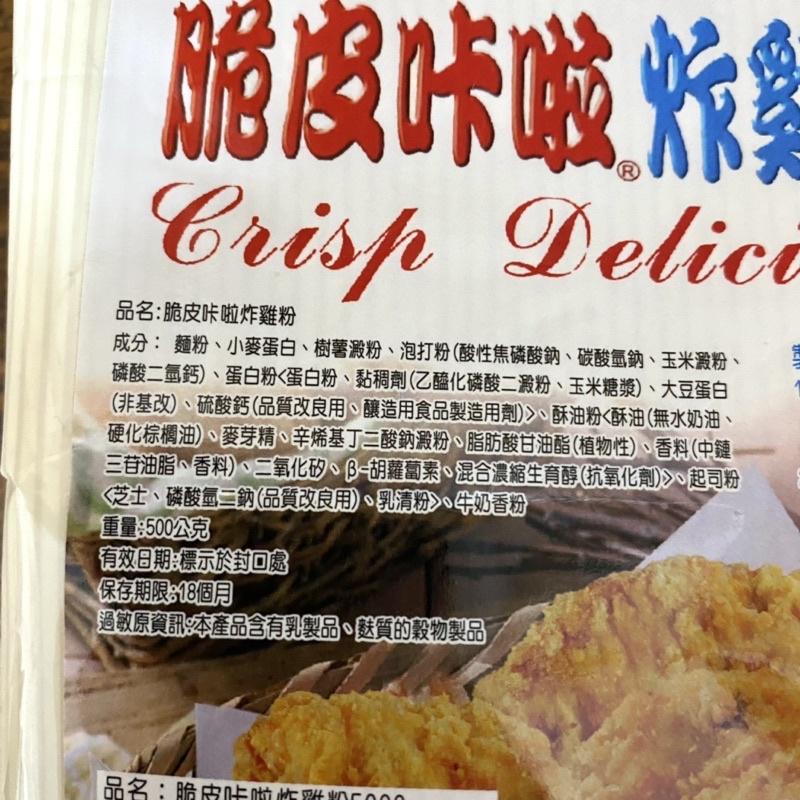 脆皮咔啦®炸雞
Crisp Delici
品名:脆皮咔啦炸雞粉
成分： 麵粉、小麥蛋白、樹薯澱粉、泡打粉(酸性焦磷酸鈉、碳酸氫鈉、玉米澱粉、
磷酸二氫鈣)、蛋白粉<蛋白粉、黏稠劑(乙醯化磷酸二澱粉、玉米糖漿)、大豆蛋白
(非基改)、硫酸鈣(品質改良用、釀造用食品製造用劑)>、酥油粉<酥油(無水奶油、
硬化棕櫚油)、麥芽精、辛烯基丁二酸鈉澱粉、脂肪酸甘油酯(植物性)、香料(中鏈
三苷油脂、香料)、二氧化矽、β-胡蘿蔔素、混合濃縮生育醇(抗氧化劑)>、起司粉
<芝士、磷酸氫二鈉(品質改良用)、乳清粉>、牛奶香粉
重量:500公克
有效日期:標示於封口處
保存期限:18個月
過敏原資訊:本產品含有乳製品、麩質的穀物製品
品名：脆皮咔啦炸雞粉500g